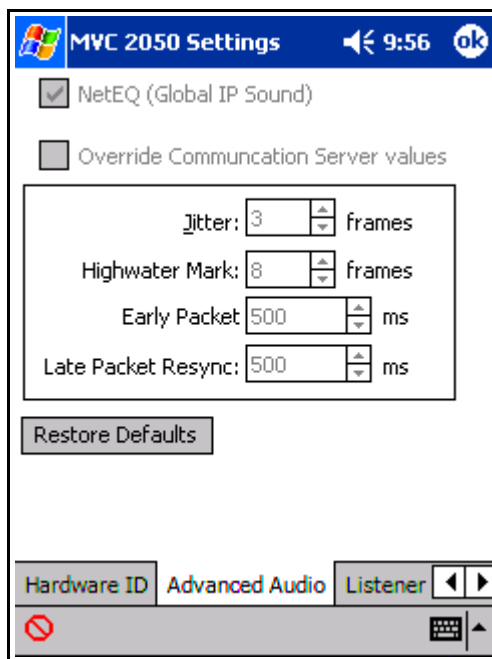 MVC 2050 Settings 9:56 ok
NetEQ (Global IP Sound)
Override Communcation Server values
Jitter: 3 frames
Highwater Mark: 8 frames
Early Packet 500 ms
Late Packet Resync: 500 ms
Restore Defaults
Hardware ID Advanced Audio Listener